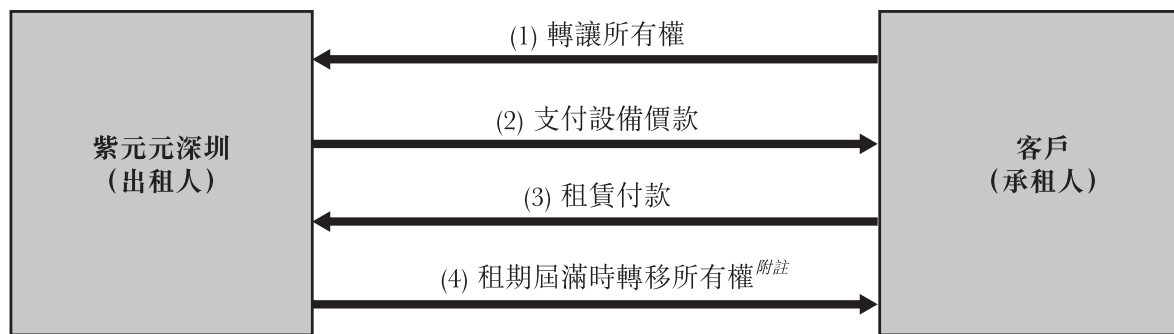 紫元元深圳
(出租人)
(1) 轉讓所有權
(2) 支付設備價款
(3) 租賃付款
(4) 租期屆滿時轉移所有權附註
客戶
(承租人)